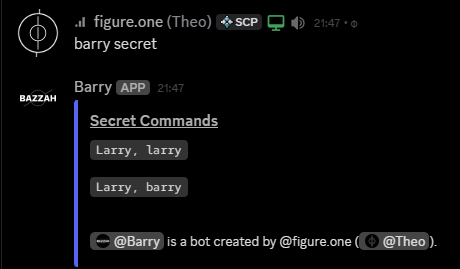 figure.one (Theo) SCP 21:47 • Φ
barry secret
BAZZAH
Barry APP 21:47
Secret Commands
Larry, larry
Larry, barry
@Barry is a bot created by @figure.one (@Theo).